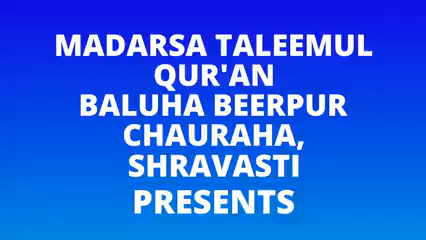 MADARSA TALEEMUL
QUR'AN
BALUHA BEERPUR
CHAURAHA,
SHRAVASTI
PRESENTS